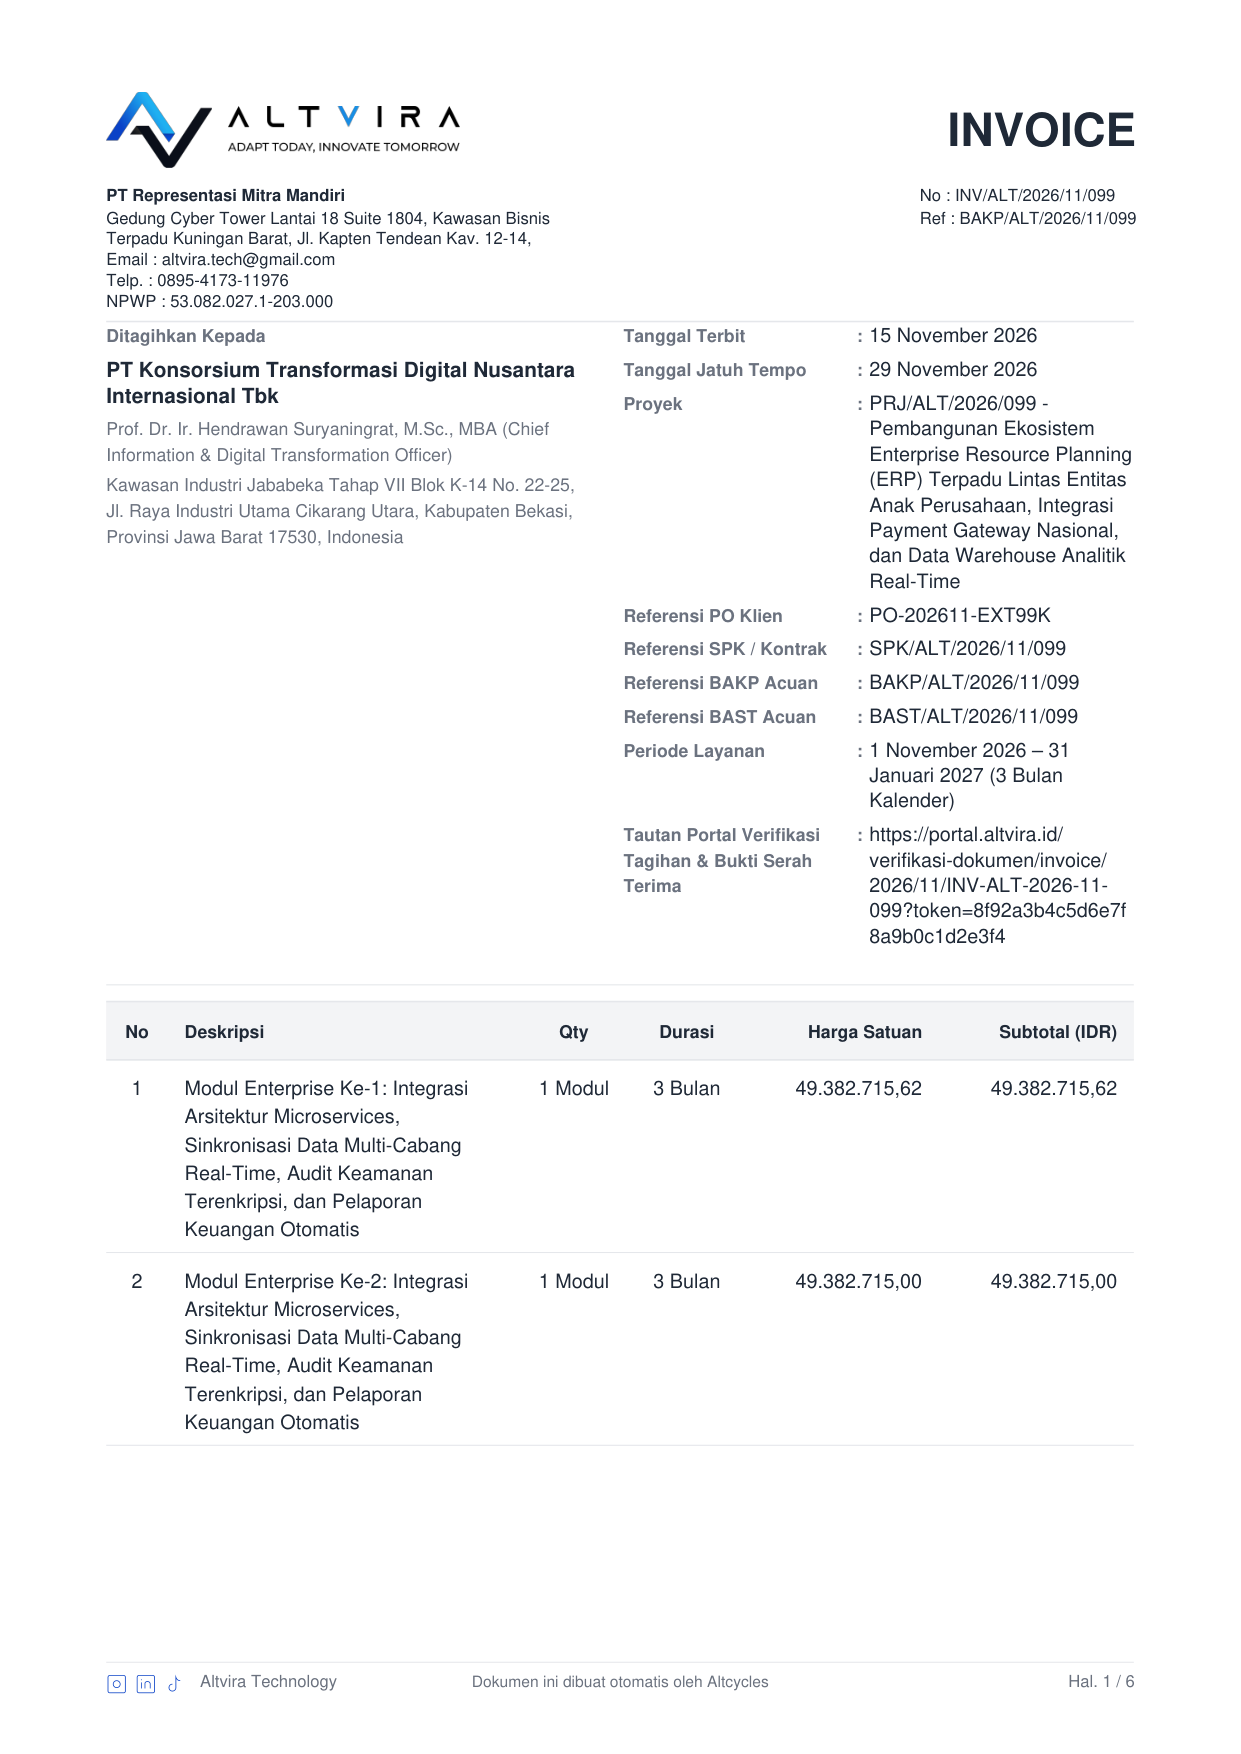 ALTVIRA
ADAPT TODAY, INNOVATE TOMORROW
INVOICE
PT Representasi Mitra Mandiri
Gedung Cyber Tower Lantai 18 Suite 1804, Kawasan Bisnis
Terpadu Kuningan Barat, Jl. Kapten Tendean Kav. 12-14,
Email : altvira.tech@gmail.com
Telp. : 0895-4173-11976
NPWP : 53.082.027.1-203.000
No : INV/ALT/2026/11/099
Ref : BAKP/ALT/2026/11/099
Ditagihkan Kepada
PT Konsorsium Transformasi Digital Nusantara
Internasional Tbk
Prof. Dr. Ir. Hendrawan Suryaningrat, M.Sc., MBA (Chief
Information & Digital Transformation Officer)
Kawasan Industri Jababeka Tahap VII Blok K-14 No. 22-25,
Jl. Raya Industri Utama Cikarang Utara, Kabupaten Bekasi,
Provinsi Jawa Barat 17530, Indonesia
Tanggal Terbit : 15 November 2026
Tanggal Jatuh Tempo : 29 November 2026
Proyek : PRJ/ALT/2026/099 -
Pembangunan Ekosistem
Enterprise Resource Planning
(ERP) Terpadu Lintas Entitas
Anak Perusahaan, Integrasi
Payment Gateway Nasional,
dan Data Warehouse Analitik
Real-Time
Referensi PO Klien : PO-202611-EXT99K
Referensi SPK / Kontrak : SPK/ALT/2026/11/099
Referensi BAKP Acuan : BAKP/ALT/2026/11/099
Referensi BAST Acuan : BAST/ALT/2026/11/099
Periode Layanan : 1 November 2026 – 31
Januari 2027 (3 Bulan
Kalender)
Tautan Portal Verifikasi : https://portal.altvira.id/
Tagihan & Bukti Serah verifikasi-dokumen/invoice/
Terima 2026/11/INV-ALT-2026-11-
099?token=8f92a3b4c5d6e7f
8a9b0c1d2e3f4
No Deskripsi Qty Durasi Harga Satuan Subtotal (IDR)
1 Modul Enterprise Ke-1: Integrasi 1 Modul 3 Bulan 49.382.715,62 49.382.715,62
Arsitektur Microservices,
Sinkronisasi Data Multi-Cabang
Real-Time, Audit Keamanan
Terenkripsi, dan Pelaporan
Keuangan Otomatis
2 Modul Enterprise Ke-2: Integrasi 1 Modul 3 Bulan 49.382.715,00 49.382.715,00
Arsitektur Microservices,
Sinkronisasi Data Multi-Cabang
Real-Time, Audit Keamanan
Terenkripsi, dan Pelaporan
Keuangan Otomatis
Altvira Technology Dokumen ini dibuat otomatis oleh Altcycles Hal. 1 / 6